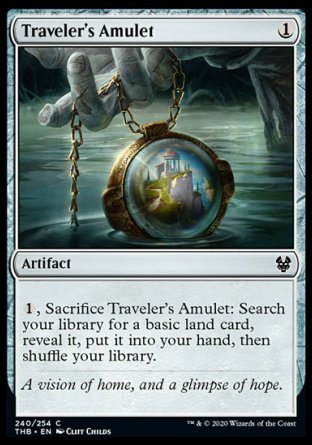 Traveler's Amulet 1
Artifact
1, Sacrifice Traveler's Amulet: Search
your library for a basic land card,
reveal it, put it into your hand, then
shuffle your library.
A vision of home, and a glimpse of hope.
240/254 C
THB • EN Cliff Childs
™ & © 2020 Wizards of the Coast